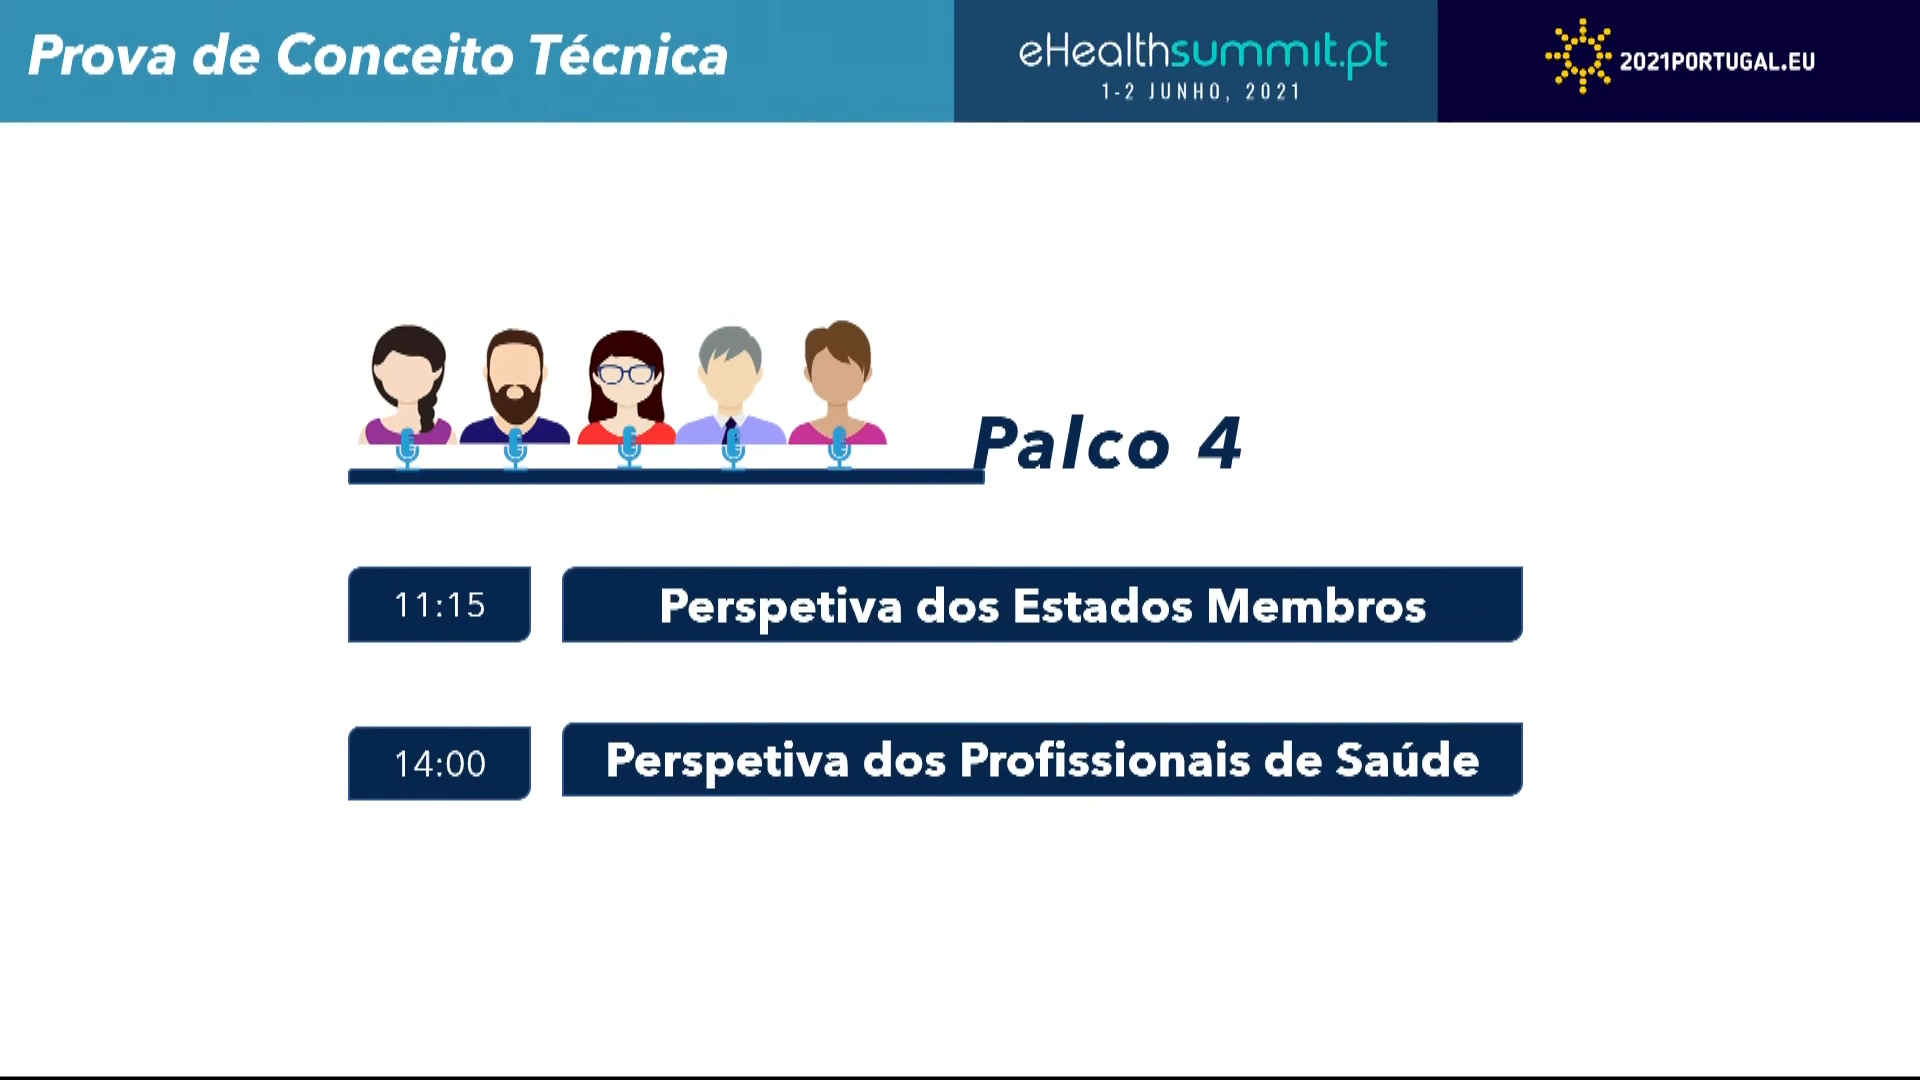 Prova de Conceito Técnica
eHealthsummit.pt
1-2 JUNHO, 2021
2021PORTUGAL.EU
Palco 4
11:15
Perspetiva dos Estados Membros
14:00
Perspetiva dos Profissionais de Saúde